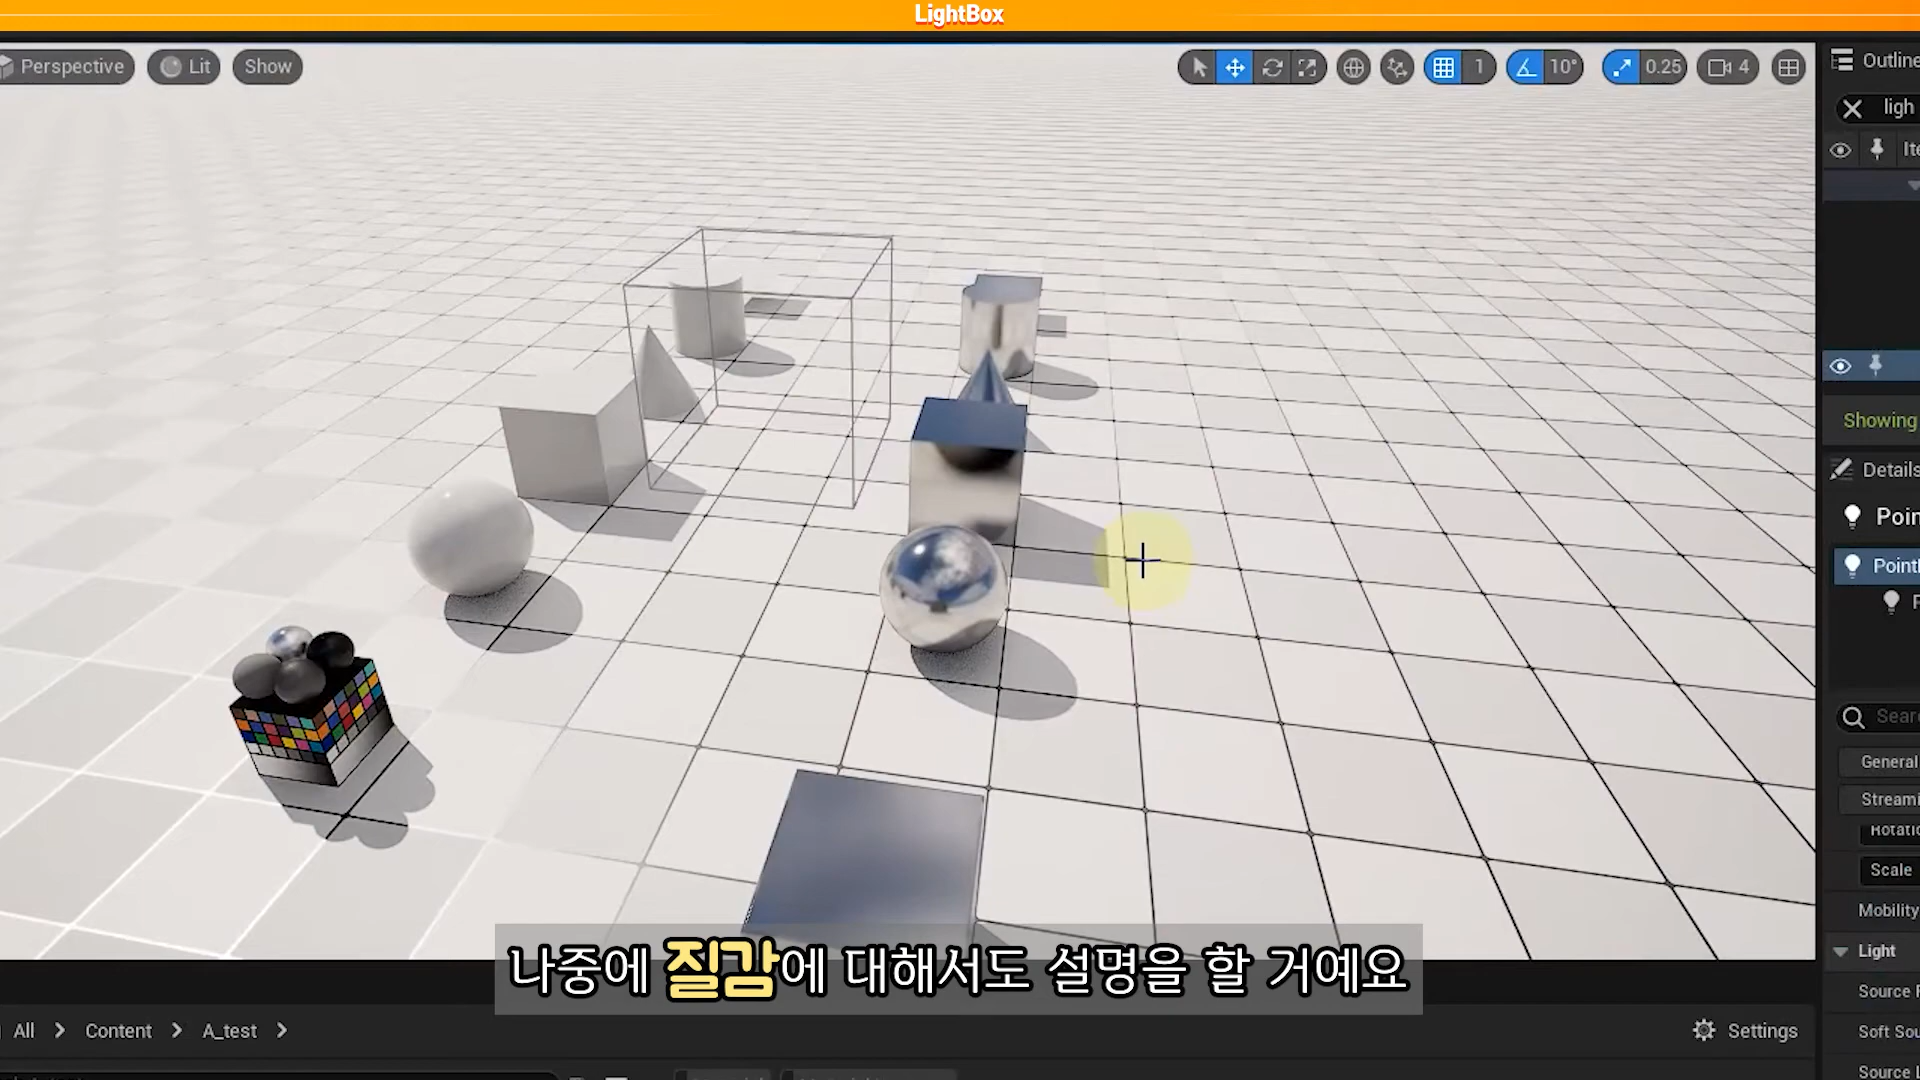 LightBox
Perspective
Lit
Show
1
10°
0.25
4
Outline
ligh
Ite
Showing
Details
Poin
Point
General
Streami
Rotatio
Scale
Mobility
Light
Source
Soft Sou
Source
나중에 질감에 대해서도 설명을 할 거예요
All > Content > A_test >
Settings